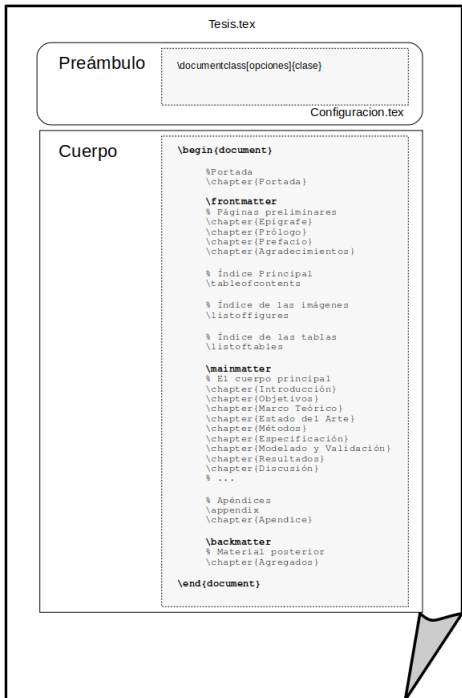 Tesis.tex
Preámbulo
\documentclass[opciones]{clase}
Configuracion.tex
Cuerpo
\begin{document}
%Portada
\chapter{Portada}
\frontmatter
% Páginas preliminares
\chapter{Epígrafe}
\chapter{Prólogo}
\chapter{Prefacio}
\chapter{Agradecimientos}
% Índice Principal
\tableofcontents
% Índice de las imágenes
\listoffigures
% Índice de las tablas
\listoftables
\mainmatter
% El cuerpo principal
\chapter{Introducción}
\chapter{Objetivos}
\chapter{Marco Teórico}
\chapter{Estado del Arte}
\chapter{Métodos}
\chapter{Especificación}
\chapter{Modelado y Validación}
\chapter{Resultados}
\chapter{Discusión}
% ...
% Apéndices
\appendix
\chapter{Apendice}
\backmatter
% Material posterior
\chapter{Agregados}
\end{document}